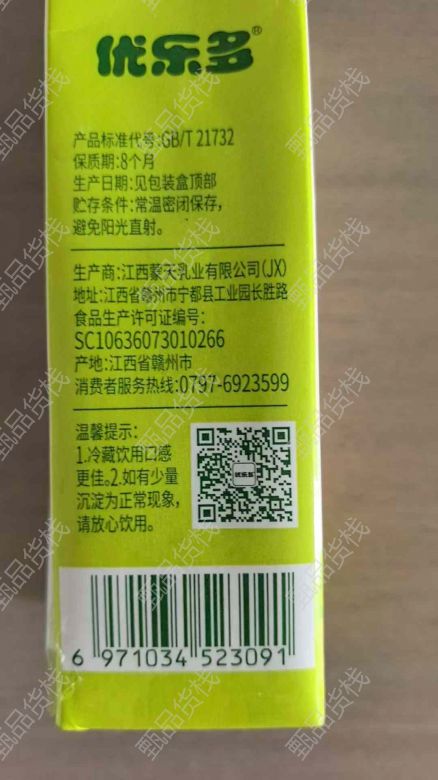 优乐多®
产品标准代号:GB/T 21732
保质期:8个月
生产日期:见包装盒顶部
贮存条件:常温密闭保存,
避免阳光直射。
生产商:江西蒙天乳业有限公司(JX)
地址:江西省赣州市宁都县工业园长胜路
食品生产许可证编号:
SC10636073010266
产地:江西省赣州市
消费者服务热线:0797-6923599
温馨提示:
1.冷藏饮用口感
更佳。2.如有少量
沉淀为正常现象,
请放心饮用。
优乐多
6 971034 523091
甄品货栈